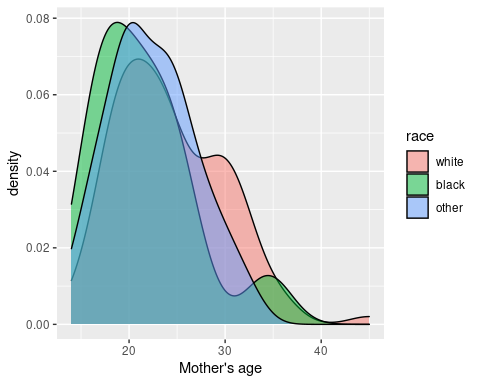 0.08
0.06
0.04
0.02
0.00
density
20
30
40
Mother's age
race
white
black
other